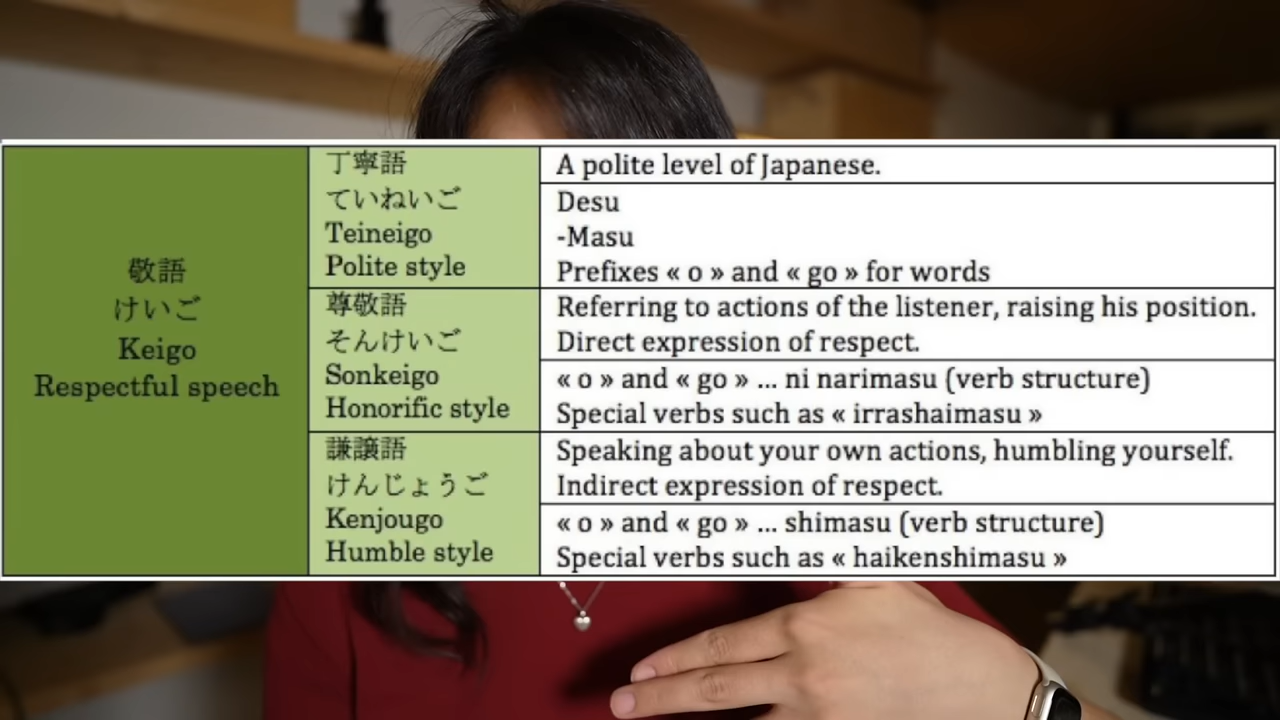 敬語
けいご
Keigo
Respectful speech
丁寧語
ていねいご
Teineigo
Polite style
A polite level of Japanese.
Desu
-Masu
Prefixes « o » and « go » for words
尊敬語
そんけいご
Sonkeigo
Honorific style
Referring to actions of the listener, raising his position.
Direct expression of respect.
« o » and « go » ... ni narimasu (verb structure)
Special verbs such as « irrashaimasu »
謙譲語
けんじょうご
Kenjougo
Humble style
Speaking about your own actions, humbling yourself.
Indirect expression of respect.
« o » and « go » ... shimasu (verb structure)
Special verbs such as « haikenshimasu »